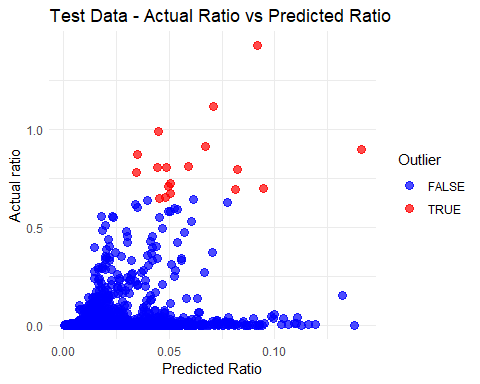 Test Data - Actual Ratio vs Predicted Ratio
Actual ratio
1.0
0.5
0.0
0.00
0.05
0.10
Predicted Ratio
Outlier
FALSE
TRUE